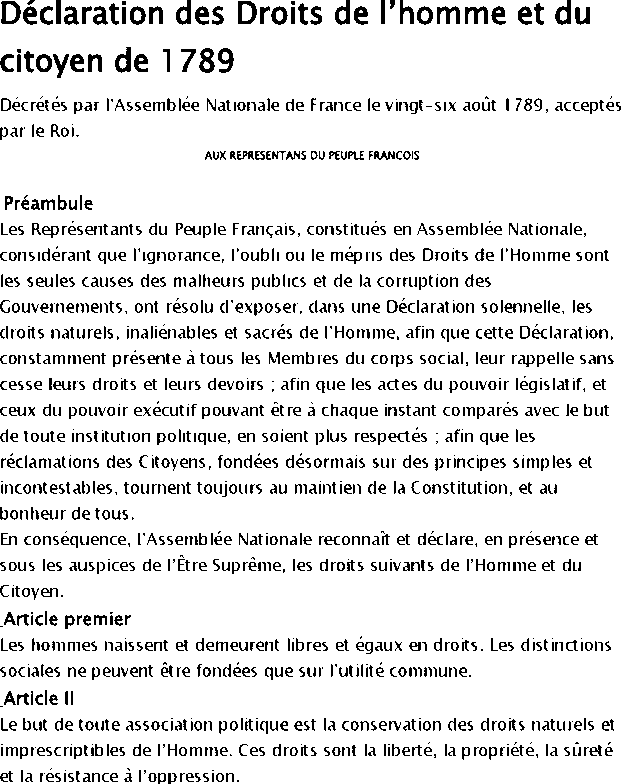 Déclaration des Droits de l'homme et du
citoyen de 1789
Décrétés par l'Assemblée Nationale de France le vingt-six août 1789, acceptés
par le Roi.
AUX REPRESENTANS DU PEUPLE FRANCOIS
Préambule
Les Représentants du Peuple Français, constitués en Assemblée Nationale,
considérant que l'ignorance, l'oubli ou le mépris des Droits de l'Homme sont
les seules causes des malheurs publics et de la corruption des
Gouvernements, ont résolu d'exposer, dans une Déclaration solennelle, les
droits naturels, inaliénables et sacrés de l'Homme, afin que cette Déclaration,
constamment présente à tous les Membres du corps social, leur rappelle sans
cesse leurs droits et leurs devoirs ; afin que les actes du pouvoir législatif, et
ceux du pouvoir exécutif pouvant être à chaque instant comparés avec le but
de toute institution politique, en soient plus respectés ; afin que les
réclamations des Citoyens, fondées désormais sur des principes simples et
incontestables, tournent toujours au maintien de la Constitution, et au
bonheur de tous.
En conséquence, l'Assemblée Nationale reconnaît et déclare, en présence et
sous les auspices de l'Être Suprême, les droits suivants de l'Homme et du
Citoyen.
Article premier
Les hommes naissent et demeurent libres et égaux en droits. Les distinctions
sociales ne peuvent être fondées que sur l'utilité commune.
Article II
Le but de toute association politique est la conservation des droits naturels et
imprescriptibles de l'Homme. Ces droits sont la liberté, la propriété, la sûreté
et la résistance à l'oppression.